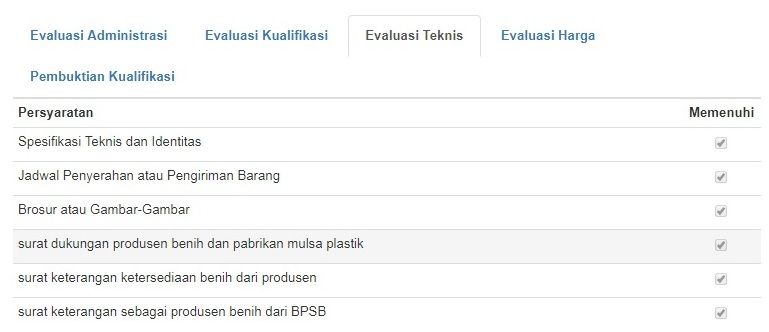 Evaluasi Administrasi Evaluasi Kualifikasi Evaluasi Teknis Evaluasi Harga
Pembuktian Kualifikasi
Persyaratan Memenuhi
Spesifikasi Teknis dan Identitas
Jadwal Penyerahan atau Pengiriman Barang
Brosur atau Gambar-Gambar
surat dukungan produsen benih dan pabrikan mulsa plastik
surat keterangan ketersediaan benih dari produsen
surat keterangan sebagai produsen benih dari BPSB